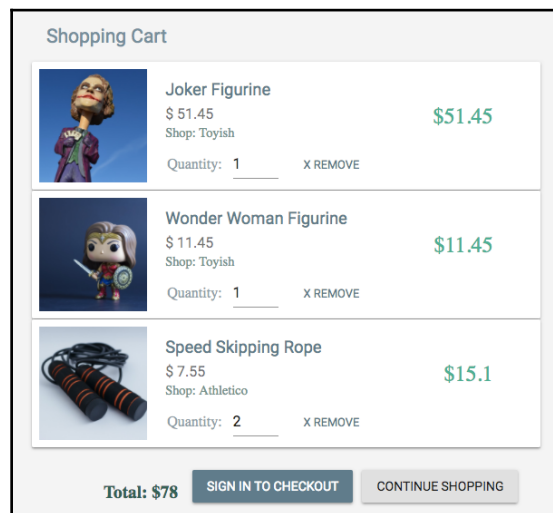 Shopping Cart
Joker Figurine
$ 51.45
$51.45
Shop: Toyish
Quantity: 1 X REMOVE
Wonder Woman Figurine
$ 11.45
$11.45
Shop: Toyish
Quantity: 1 X REMOVE
Speed Skipping Rope
$ 7.55
$15.1
Shop: Athletico
Quantity: 2 X REMOVE
Total: $78 SIGN IN TO CHECKOUT CONTINUE SHOPPING